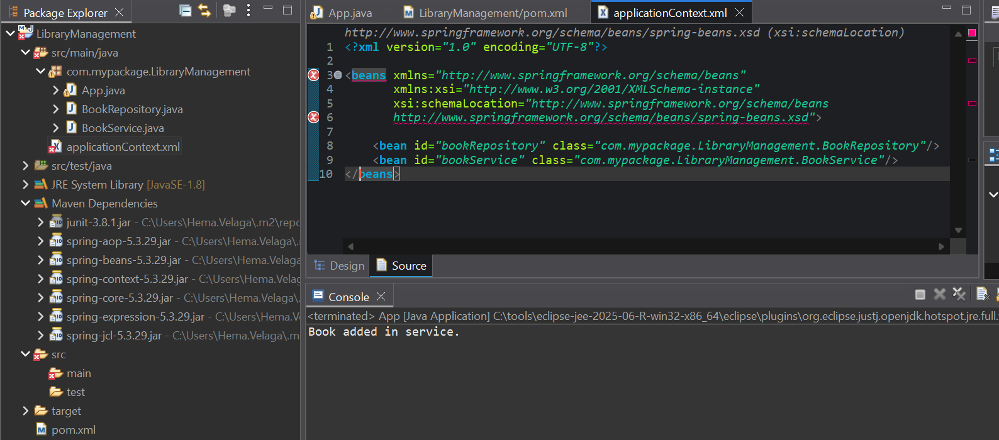 Package Explorer
LibraryManagement
src/main/java
com.mypackage.LibraryManagement
App.java
BookRepository.java
BookService.java
applicationContext.xml
src/test/java
JRE System Library [JavaSE-1.8]
Maven Dependencies
junit-3.8.1.jar - C:\Users\Hema.Velaga\.m2\repo
spring-aop-5.3.29.jar - C:\Users\Hema.Velaga\.
spring-beans-5.3.29.jar - C:\Users\Hema.Velaga
spring-context-5.3.29.jar - C:\Users\Hema.Velag
spring-core-5.3.29.jar - C:\Users\Hema.Velaga\.
spring-expression-5.3.29.jar - C:\Users\Hema.V
spring-jcl-5.3.29.jar - C:\Users\Hema.Velaga\.m
src
main
test
target
pom.xml
App.java
LibraryManagement/pom.xml
applicationContext.xml
http://www.springframework.org/schema/beans/spring-beans.xsd (xsi:schemaLocation)
1 <?xml version="1.0" encoding="UTF-8"?>
2
3 <beans xmlns="http://www.springframework.org/schema/beans"
4 xmlns:xsi="http://www.w3.org/2001/XMLSchema-instance"
5 xsi:schemaLocation="http://www.springframework.org/schema/beans
6 http://www.springframework.org/schema/beans/spring-beans.xsd">
7
8 <bean id="bookRepository" class="com.mypackage.LibraryManagement.BookRepository"/>
9 <bean id="bookService" class="com.mypackage.LibraryManagement.BookService"/>
10 </beans>
Design
Source
Console
<terminated> App [Java Application] C:\tools\eclipse-jee-2025-06-R-win32-x86_64\eclipse\plugins\org.eclipse.justj.openjdk.hotspot.jre.full.
Book added in service.